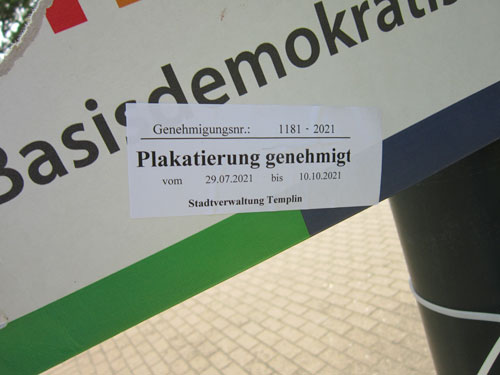 Basisdemokratis
Genehmigungsnr.: 1181 - 2021
Plakatierung genehmigt
vom 29.07.2021 bis 10.10.2021
Stadtverwaltung Templin